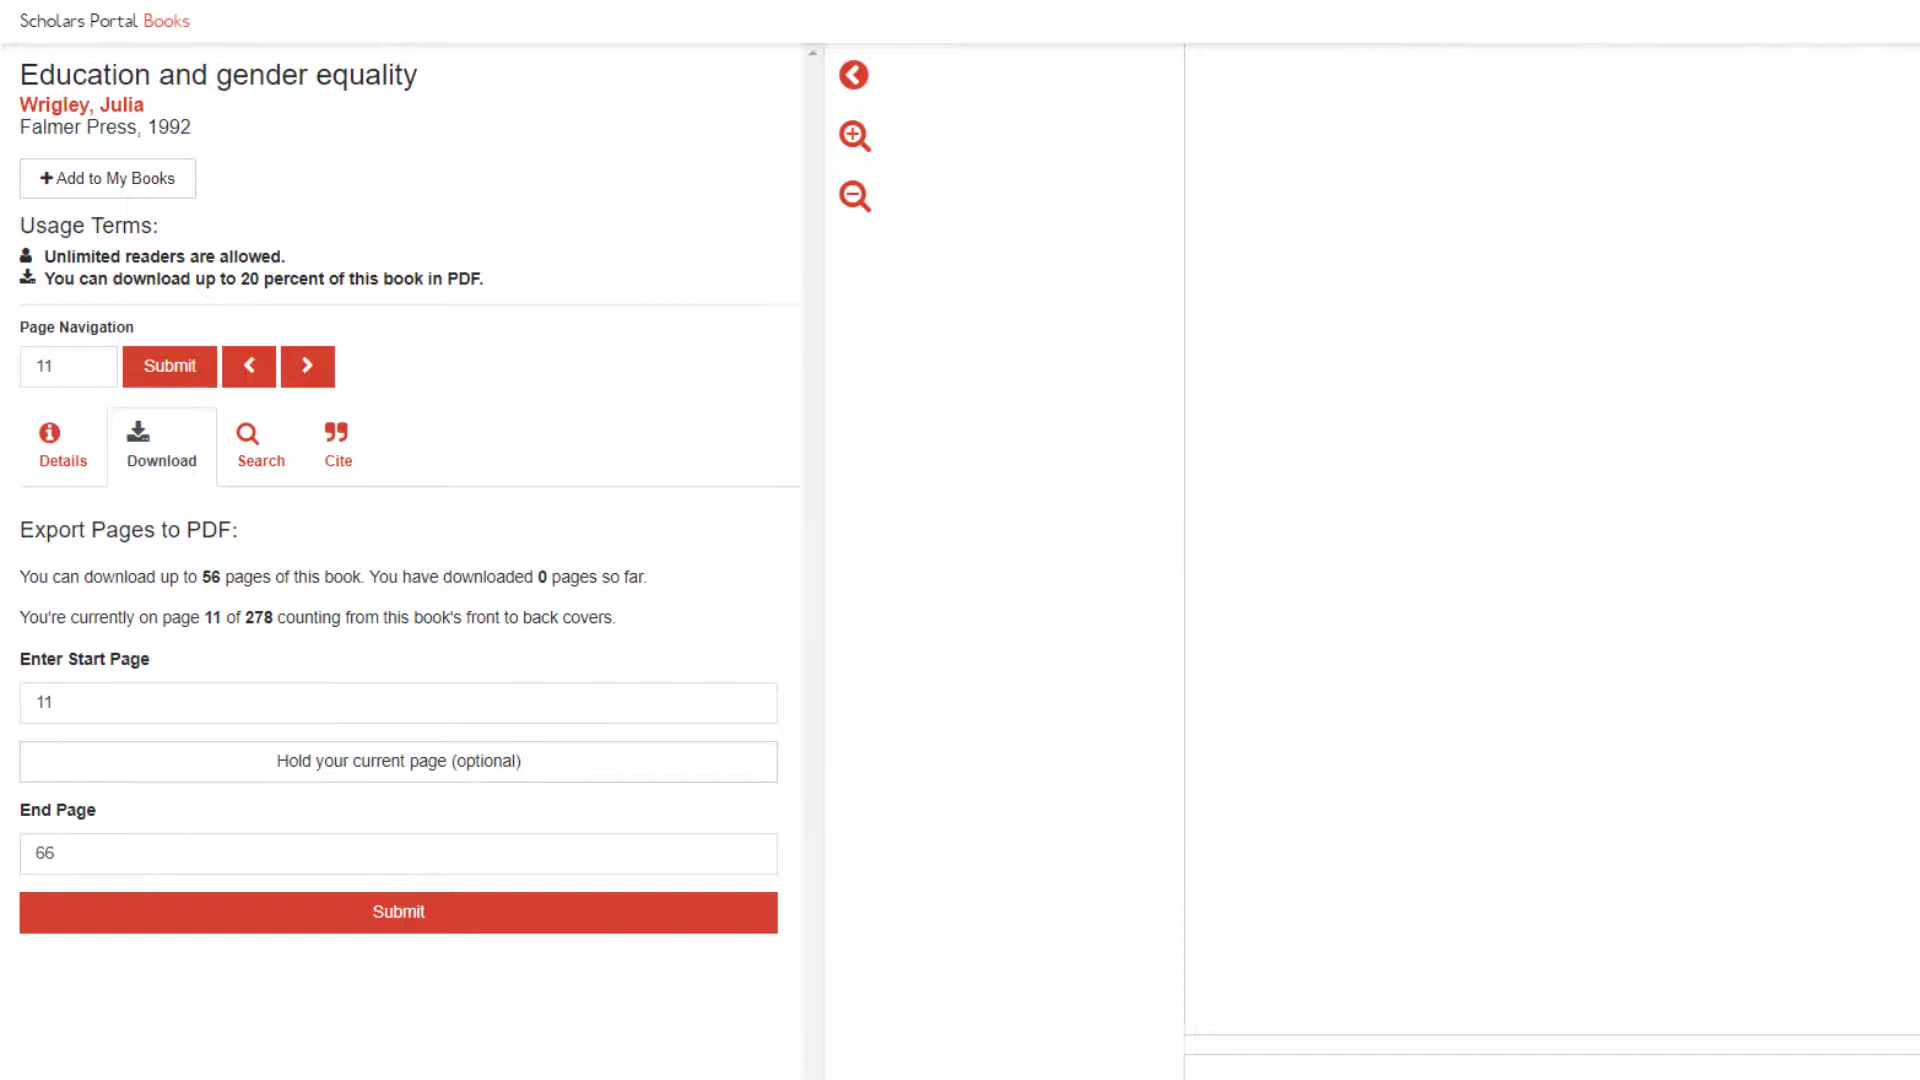 Scholars Portal Books
Education and gender equality
Wrigley, Julia
Falmer Press, 1992
Add to My Books
Usage Terms:
Unlimited readers are allowed.
You can download up to 20 percent of this book in PDF.
Page Navigation
11 Submit
Details Download Search Cite
Export Pages to PDF:
You can download up to 56 pages of this book. You have downloaded 0 pages so far.
You're currently on page 11 of 278 counting from this book's front to back covers.
Enter Start Page
11
Hold your current page (optional)
End Page
66
Submit